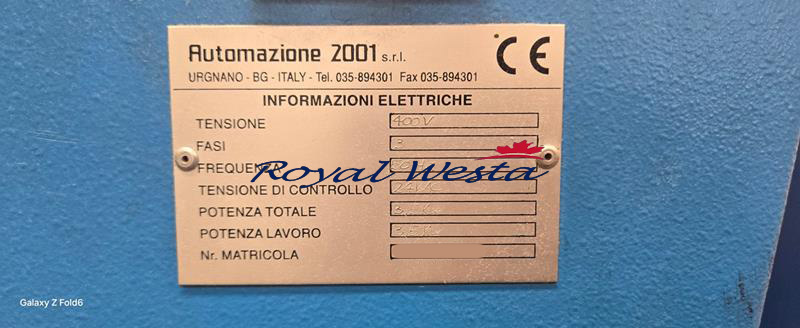 Automazione 2001 s.r.l.
CE
URGNANO - BG - ITALY - Tel. 035-894301 Fax 035-894301
INFORMAZIONI ELETTRICHE
TENSIONE 400V
FASI 3
FREQUENZA
Royal Westa
TENSIONE DI CONTROLLO
POTENZA TOTALE
POTENZA LAVORO
Nr. MATRICOLA
Galaxy Z Fold6